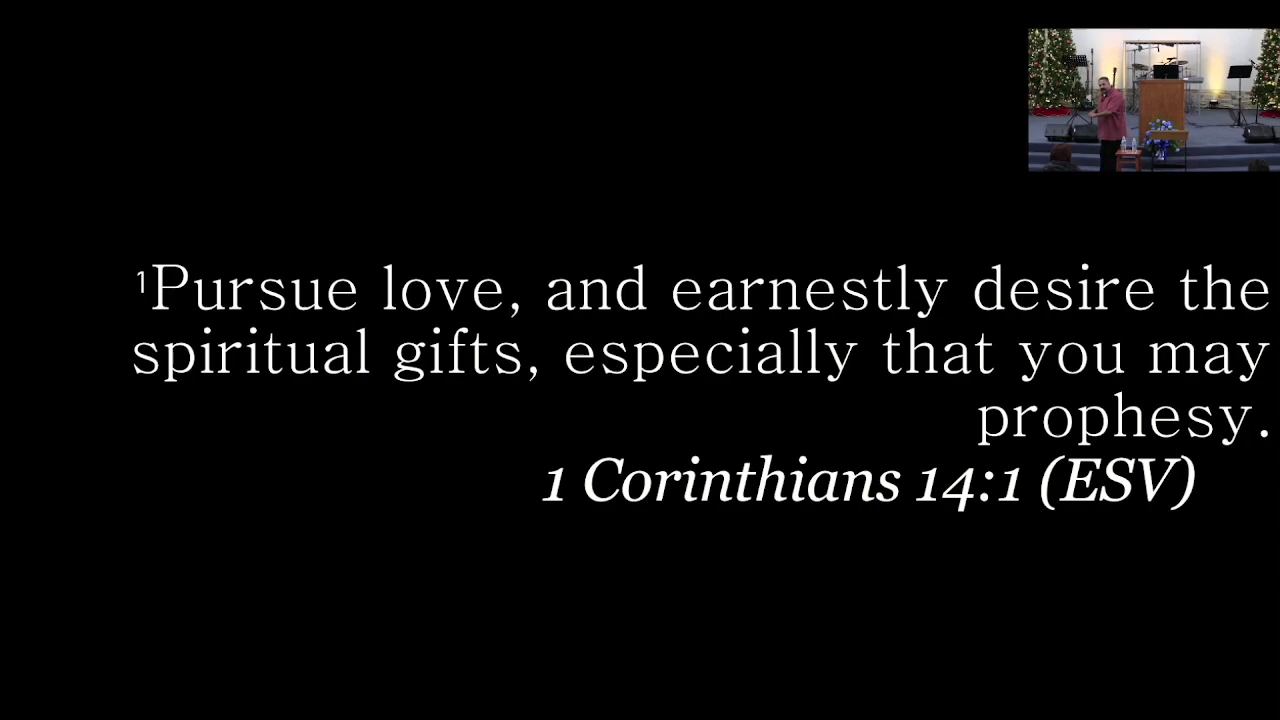 ¹Pursue love, and earnestly desire the
spiritual gifts, especially that you may
prophesy.
1 Corinthians 14:1 (ESV)